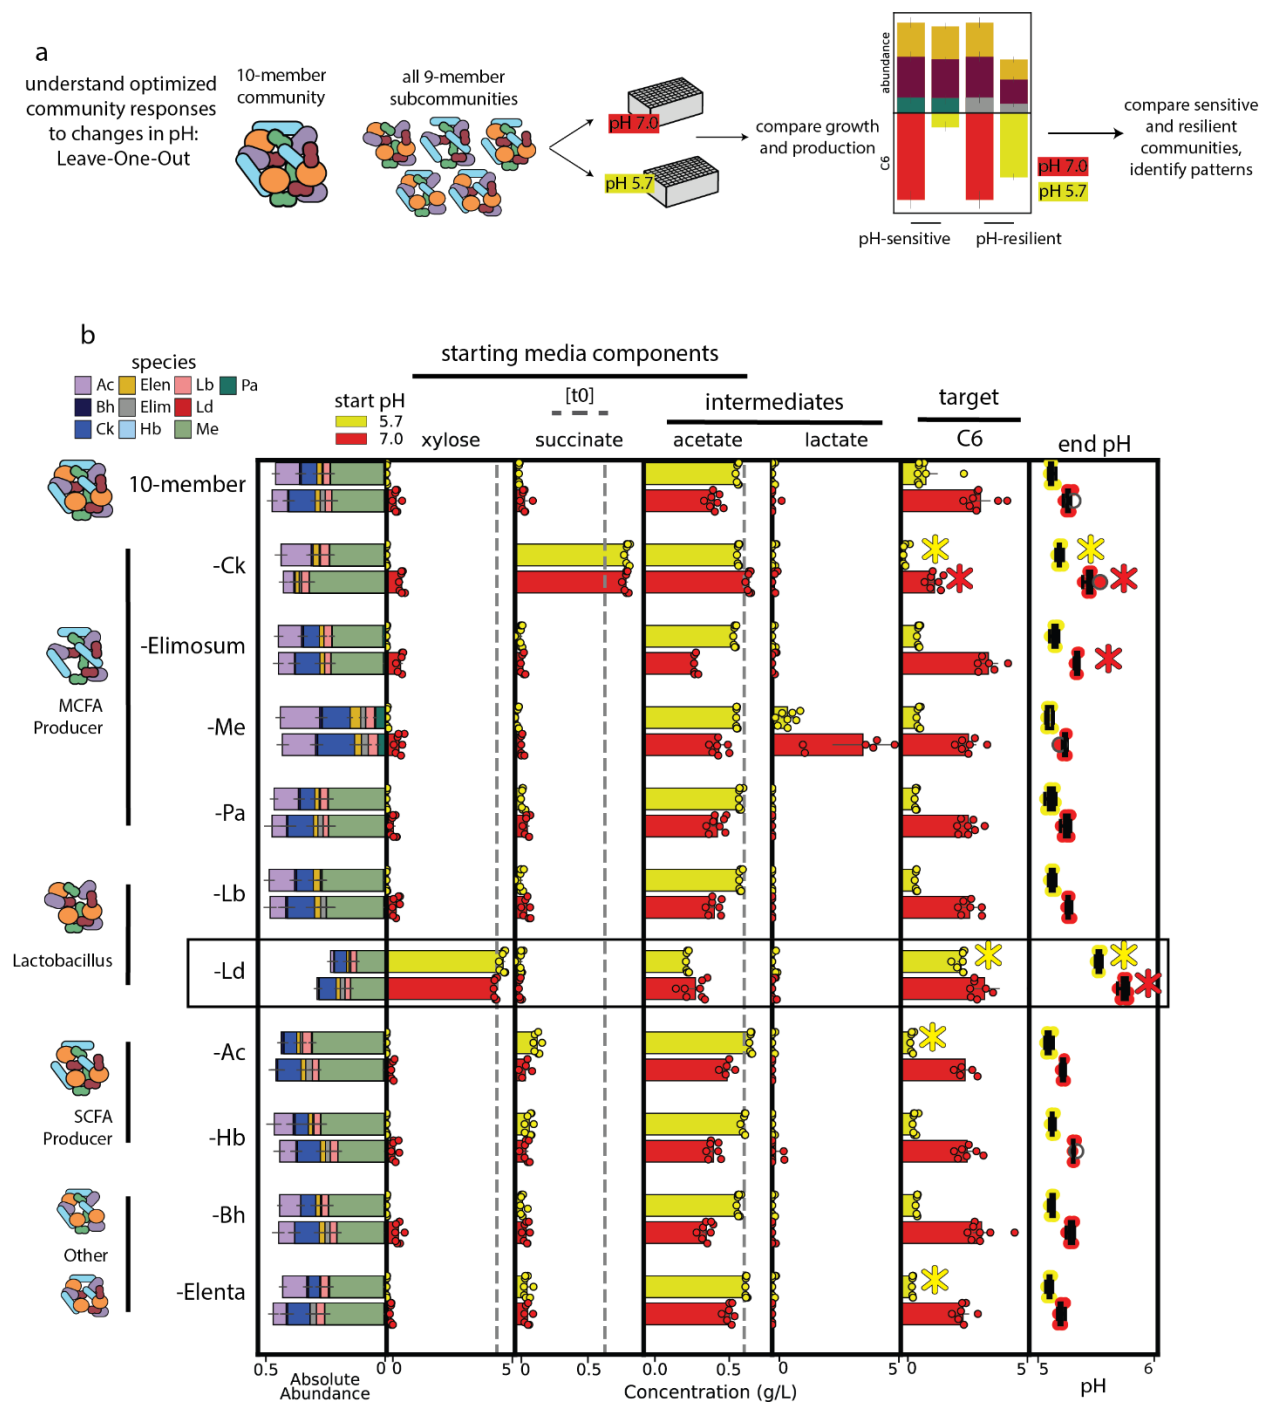 a
understand optimized
community responses
to changes in pH:
Leave-One-Out
10-member
community
all 9-member
subcommunities
pH 7.0
pH 5.7
compare growth
and production
abundance
C6
pH-sensitive
pH-resilient
pH 7.0
pH 5.7
compare sensitive
and resilient
communities,
identify patterns
b
species
Ac Elen Lb Pa
Bh Elim Ld
Ck Hb Me
starting media components
start pH
5.7
7.0
[t0]
intermediates
target
xylose
succinate
acetate
lactate
C6
end pH
10-member
-Ck
-Elimosum
-Me
-Pa
MCFA
Producer
-Lb
-Ld
Lactobacillus
-Ac
-Hb
SCFA
Producer
-Bh
-Elenta
Other
0.5 0 0 5 0 0.5 0.0 0.5 0 5 0 5 5 6
Absolute
Abundance
Concentration (g/L)
pH